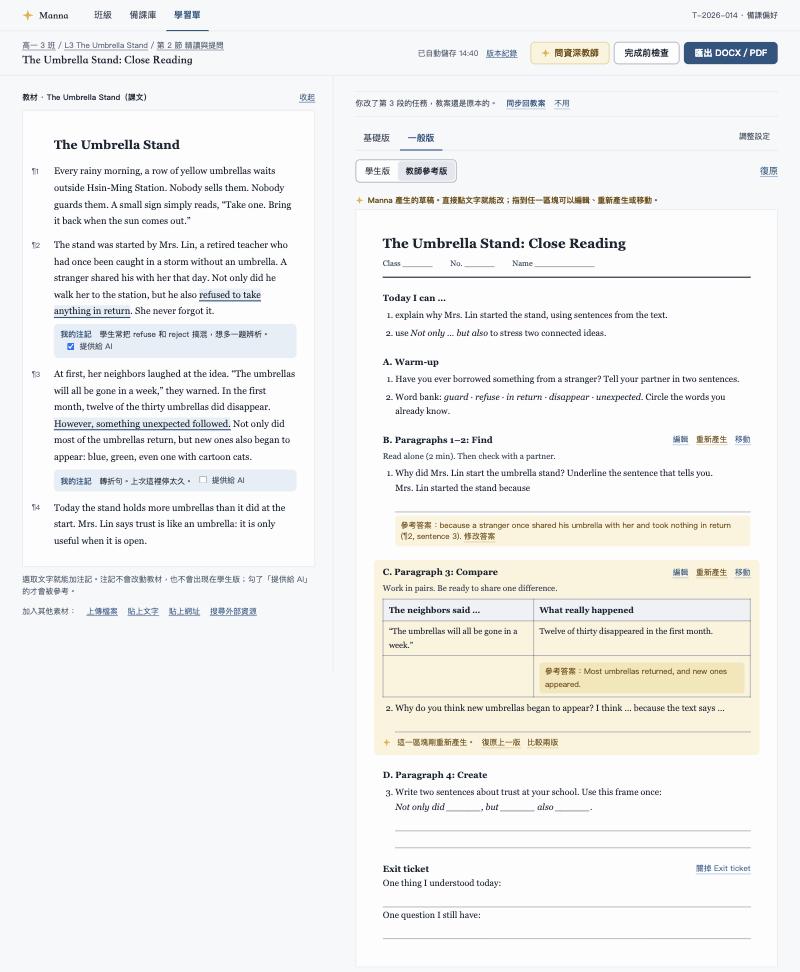 Manna 班級 備課庫 學習單 T-2026-014 · 備課偏好
高一 3 班 / L3 The Umbrella Stand / 第 2 節 精讀與提問
The Umbrella Stand: Close Reading
已自動儲存 14:40 版本紀錄 問資深教師 完成前檢查 匯出 DOCX / PDF
教材 · The Umbrella Stand（課文） 收起
The Umbrella Stand
¶1 Every rainy morning, a row of yellow umbrellas waits
outside Hsin-Ming Station. Nobody sells them. Nobody
guards them. A small sign simply reads, “Take one. Bring
it back when the sun comes out.”
¶2 The stand was started by Mrs. Lin, a retired teacher who
had once been caught in a storm without an umbrella. A
stranger shared his with her that day. Not only did he
walk her to the station, but he also refused to take
anything in return. She never forgot it.
我的注記 學生常把 refuse 和 reject 搞混，想多一題辨析。
提供給 AI
¶3 At first, her neighbors laughed at the idea. “The umbrellas
will all be gone in a week,” they warned. In the first
month, twelve of the thirty umbrellas did disappear.
However, something unexpected followed. Not only did
most of the umbrellas return, but new ones also began to
appear: blue, green, even one with cartoon cats.
我的注記 轉折句。上次這裡停太久。 提供給 AI
¶4 Today the stand holds more umbrellas than it did at the
start. Mrs. Lin says trust is like an umbrella: it is only
useful when it is open.
選取文字就能加注記。注記不會改動教材，也不會出現在學生版；勾了「提供給 AI」
的才會被參考。
加入其他素材： 上傳檔案 貼上文字 貼上網址 搜尋外部資源
你改了第 3 段的任務，教案還是原本的。 同步回教案 不用
基礎版 一般版 調整設定
學生版 教師參考版 復原
Manna 產生的草稿。直接點文字就能改；指到任一區塊可以編輯、重新產生或移動。
The Umbrella Stand: Close Reading
Class ______ No. ______ Name ____________
Today I can …
1. explain why Mrs. Lin started the stand, using sentences from the text.
2. use Not only … but also to stress two connected ideas.
A. Warm-up
1. Have you ever borrowed something from a stranger? Tell your partner in two sentences.
2. Word bank: guard · refuse · in return · disappear · unexpected. Circle the words you
already know.
B. Paragraphs 1–2: Find 編輯 重新產生 移動
Read alone (2 min). Then check with a partner.
1. Why did Mrs. Lin start the umbrella stand? Underline the sentence that tells you.
Mrs. Lin started the stand because
參考答案：because a stranger once shared his umbrella with her and took nothing in return
(¶2, sentence 3). 修改答案
C. Paragraph 3: Compare 編輯 重新產生 移動
Work in pairs. Be ready to share one difference.
The neighbors said … What really happened
“The umbrellas will all be gone in a
week.” Twelve of thirty disappeared in the first month.
參考答案：Most umbrellas returned, and new ones
appeared.
2. Why do you think new umbrellas began to appear? I think … because the text says …
這一區塊剛重新產生。 復原上一版 比較兩版
D. Paragraph 4: Create
3. Write two sentences about trust at your school. Use this frame once:
Not only did _______, but _______ also _______.
Exit ticket 關掉 Exit ticket
One thing I understood today:
One question I still have: